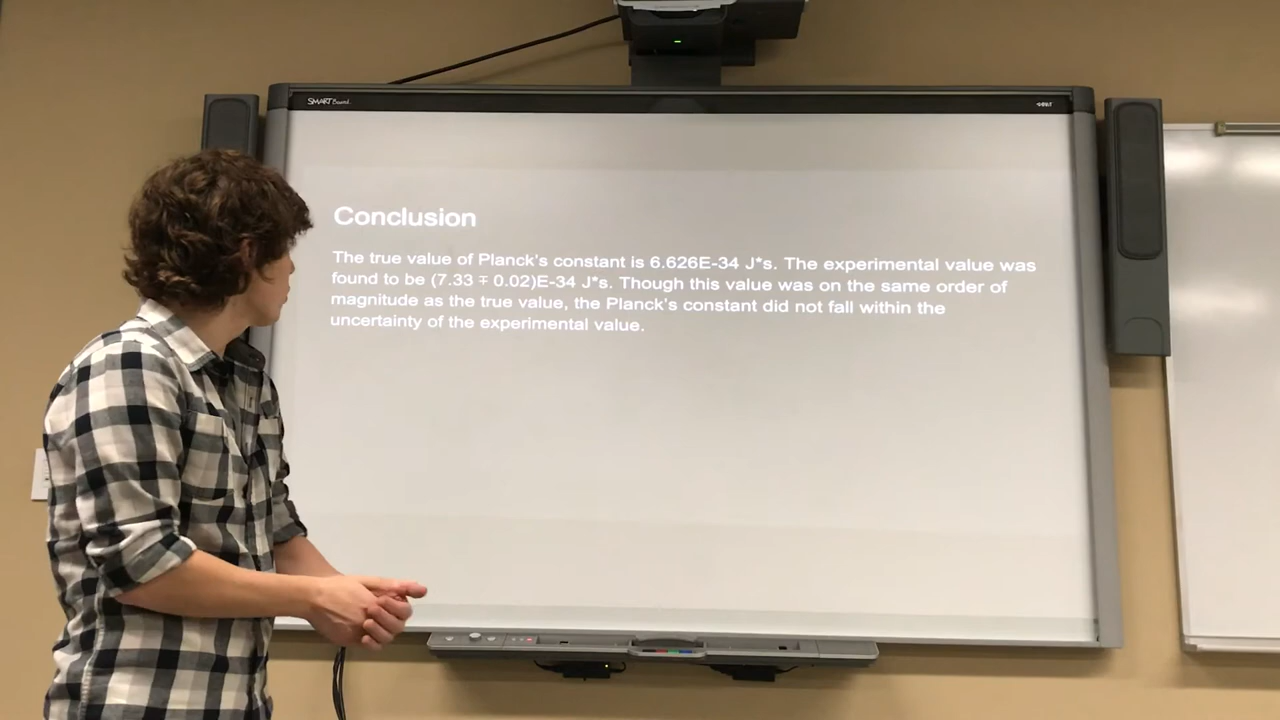 SMART Board
Conclusion
The true value of Planck's constant is 6.626E-34 J*s. The experimental value was
found to be (7.33 ∓ 0.02)E-34 J*s. Though this value was on the same order of
magnitude as the true value, the Planck's constant did not fall within the
uncertainty of the experimental value.